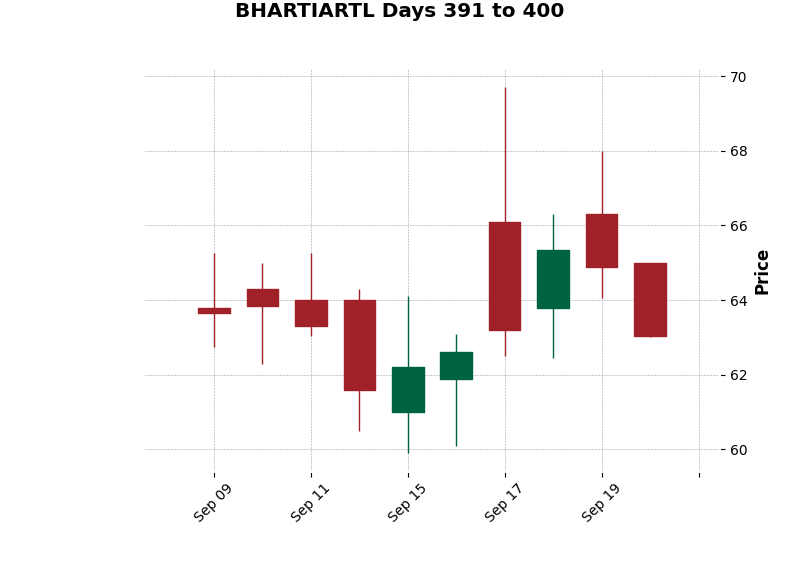 BHARTIARTL Days 391 to 400
70
68
66
64
62
60
Price
Sep 09
Sep 11
Sep 15
Sep 17
Sep 19